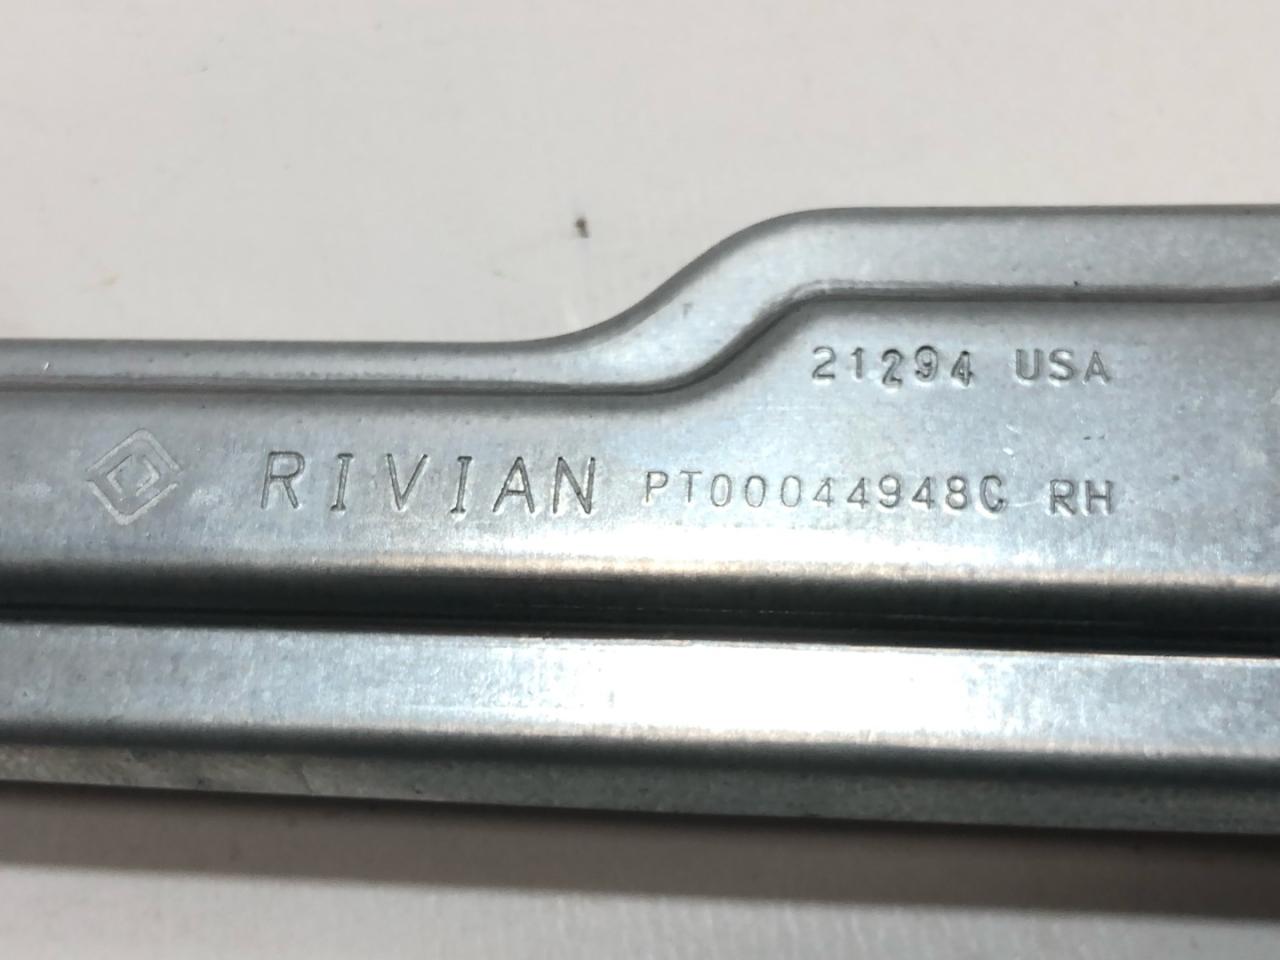 21294 USA
RIVIAN PT00044948C RH